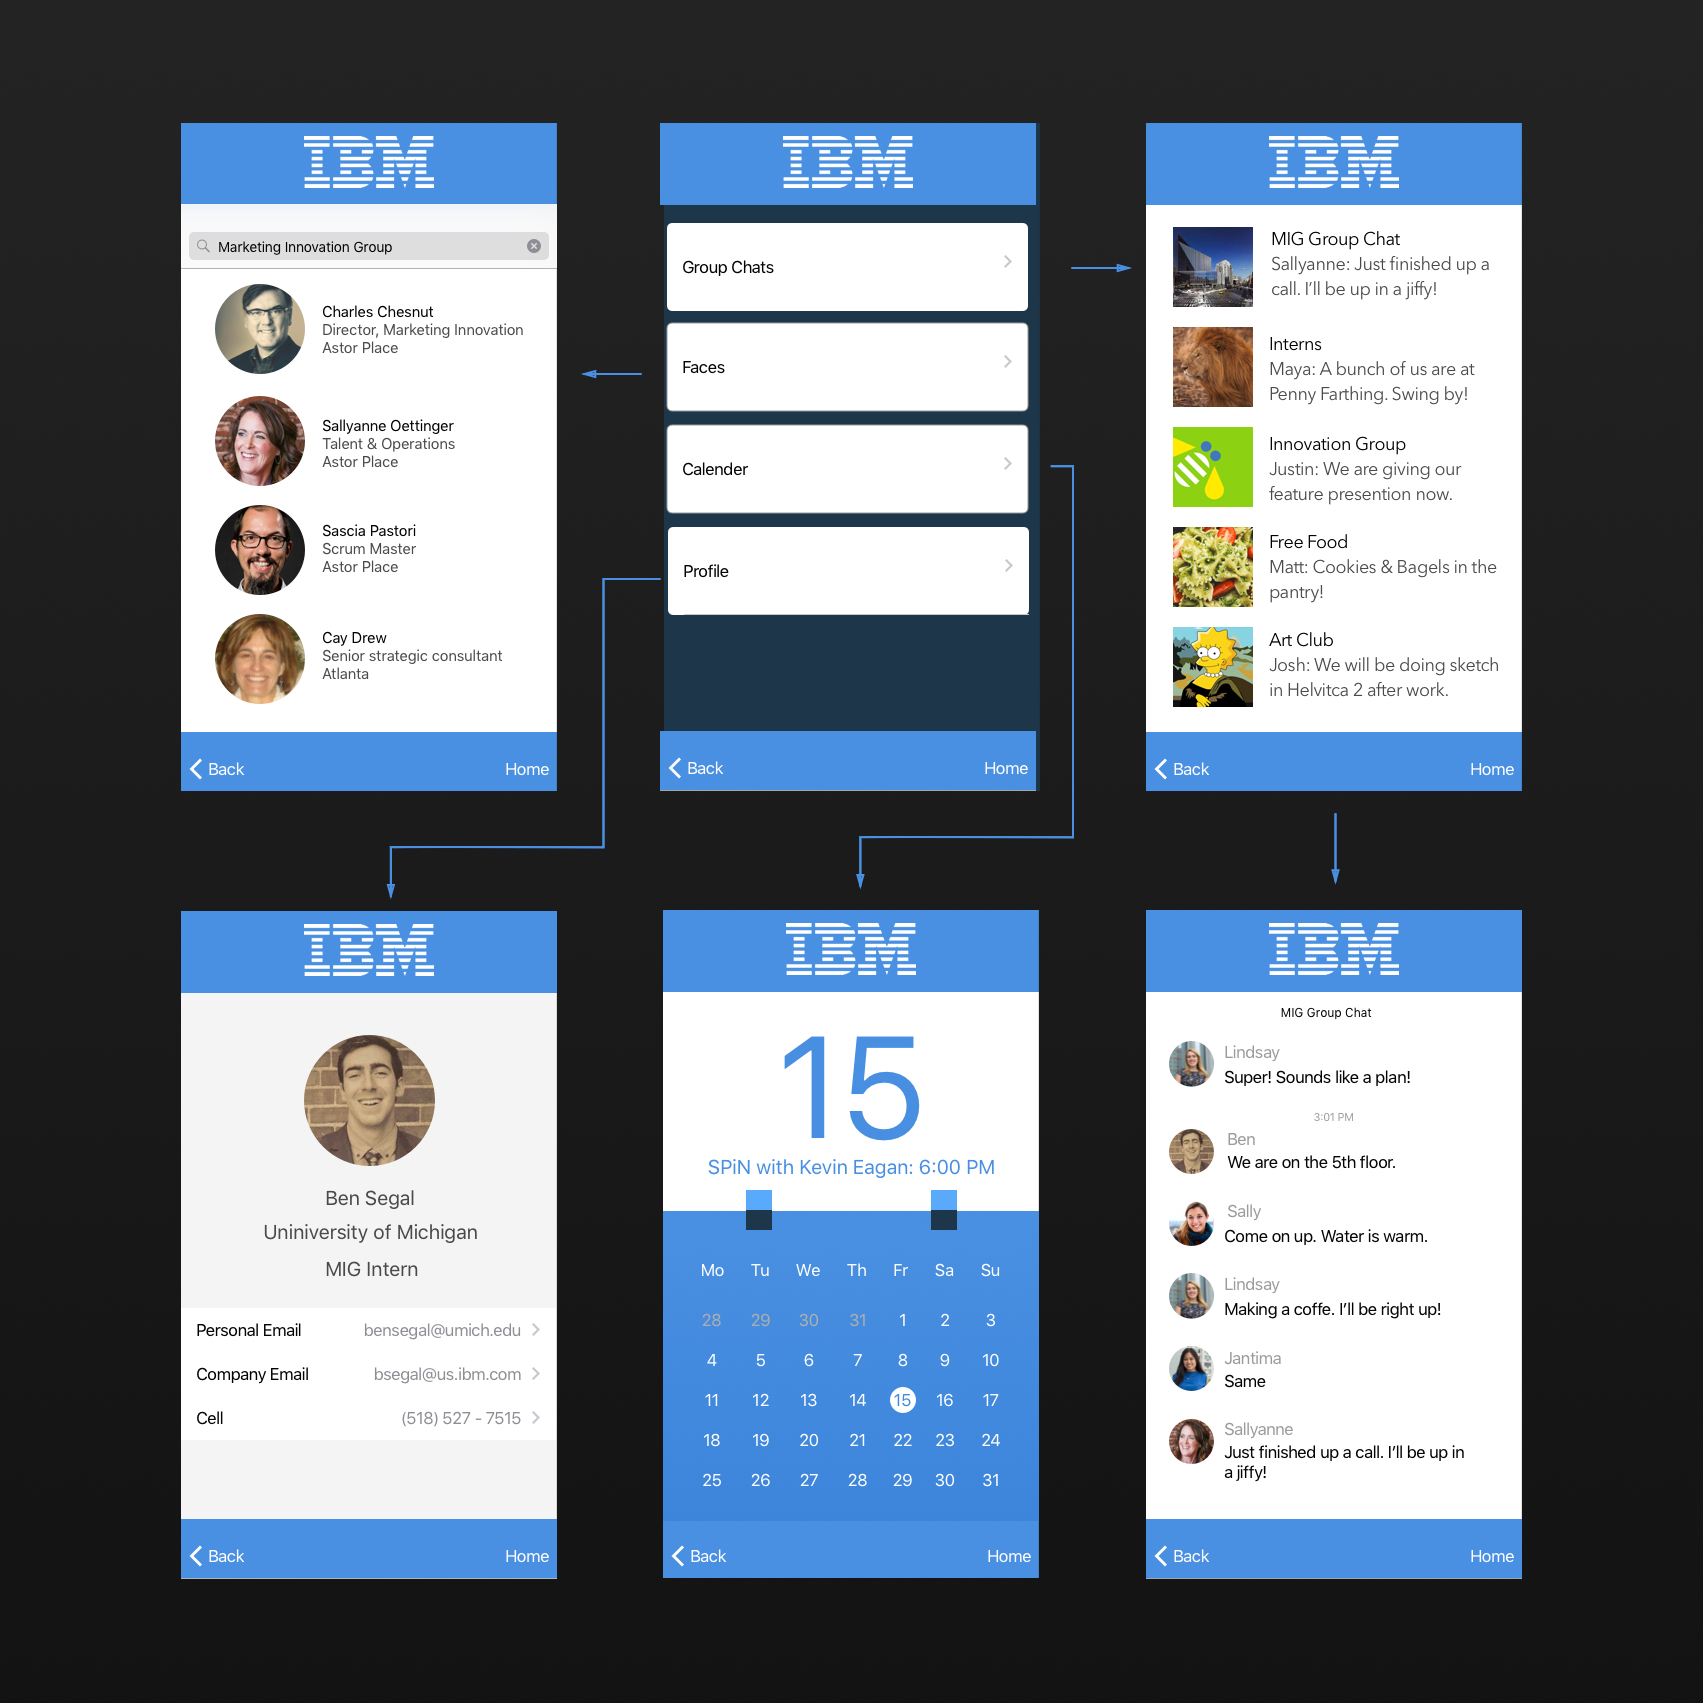 IBM
Marketing Innovation Group
Charles Chesnut
Director, Marketing Innovation
Astor Place
Sallyanne Oettinger
Talent & Operations
Astor Place
Sascia Pastori
Scrum Master
Astor Place
Cay Drew
Senior strategic consultant
Atlanta
Back
Home
IBM
Group Chats
Faces
Calender
Profile
Back
Home
IBM
MIG Group Chat
Sallyanne: Just finished up a
call. I'll be up in a jiffy!
Interns
Maya: A bunch of us are at
Penny Farthing. Swing by!
Innovation Group
Justin: We are giving our
feature presention now.
Free Food
Matt: Cookies & Bagels in the
pantry!
Art Club
Josh: We will be doing sketch
in Helvitca 2 after work.
Back
Home
IBM
Ben Segal
Uniniversity of Michigan
MIG Intern
Personal Email bensegal@umich.edu
Company Email bsegal@us.ibm.com
Cell (518) 527 - 7515
Back
Home
IBM
15
SPiN with Kevin Eagan: 6:00 PM
Mo Tu We Th Fr Sa Su
28 29 30 31 1 2 3
4 5 6 7 8 9 10
11 12 13 14 15 16 17
18 19 20 21 22 23 24
25 26 27 28 29 30 31
Back
Home
IBM
MIG Group Chat
Lindsay
Super! Sounds like a plan!
3:01 PM
Ben
We are on the 5th floor.
Sally
Come on up. Water is warm.
Lindsay
Making a coffe. I'll be right up!
Jantima
Same
Sallyanne
Just finished up a call. I'll be up in
a jiffy!
Back
Home